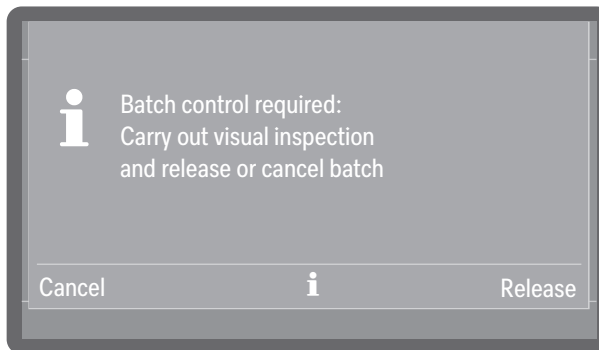 Batch control required:
Carry out visual inspection
and release or cancel batch
Cancel i Release